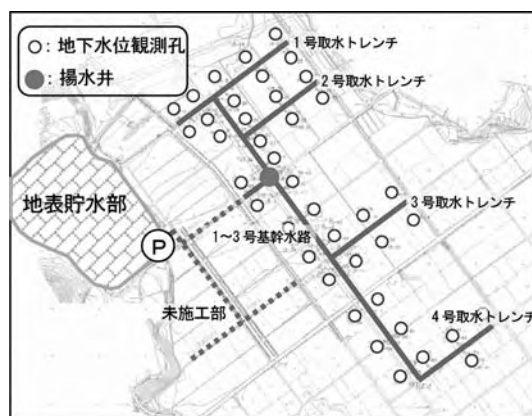 ○: 地下水位観測孔
●: 揚水井
1号取水トレンチ
2号取水トレンチ
地表貯水部
P
1～3号基幹水路
3号取水トレンチ
未施工部
4号取水トレンチ